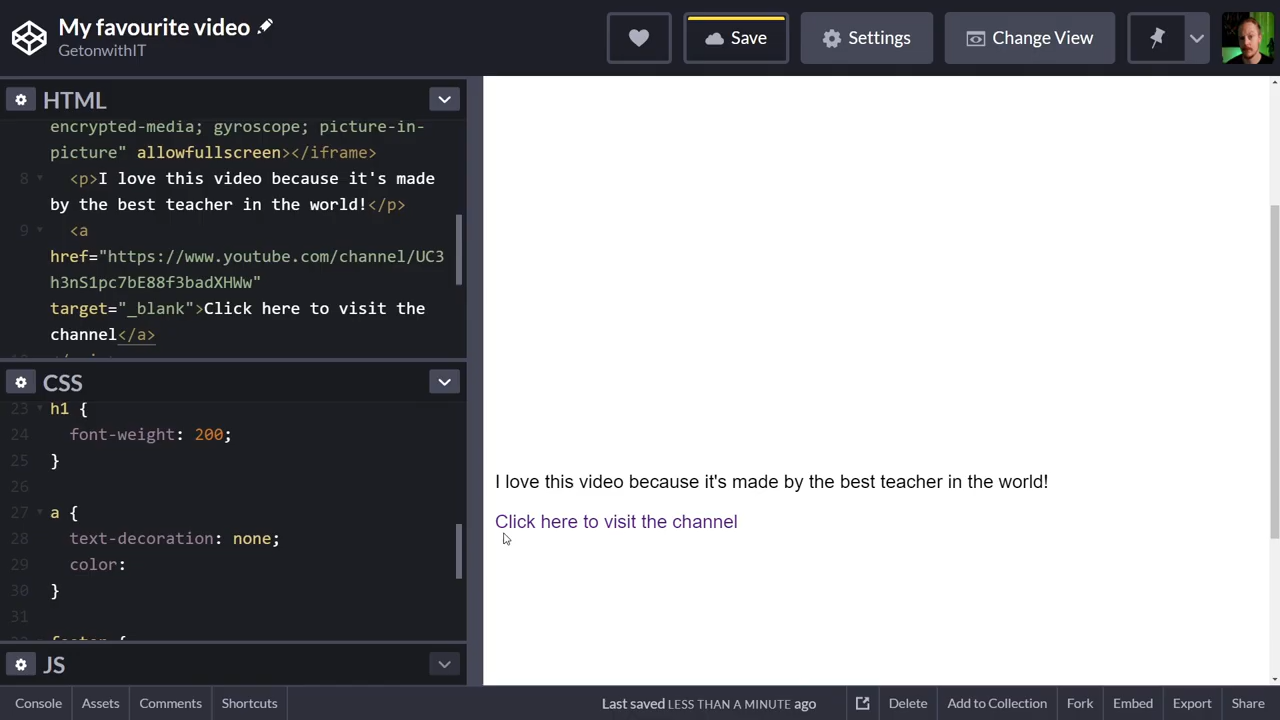 My favourite video
GetonwithIT
Save
Settings
Change View
HTML
encrypted-media; gyroscope; picture-in-
picture" allowfullscreen></iframe>
8 <p>I love this video because it's made
by the best teacher in the world!</p>
9 <a
href="https://www.youtube.com/channel/UC3
h3nS1pc7bE88f3badXHWw"
target="_blank">Click here to visit the
channel</a>
CSS
23 h1 {
24 font-weight: 200;
25 }
26
27 a {
28 text-decoration: none;
29 color:
30 }
31
JS
I love this video because it's made by the best teacher in the world!
Click here to visit the channel
Console
Assets
Comments
Shortcuts
Last saved LESS THAN A MINUTE ago
Delete
Add to Collection
Fork
Embed
Export
Share